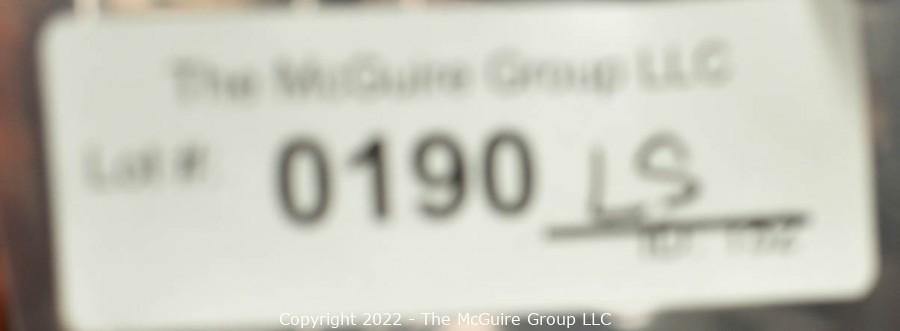 The McGuire Group LLC
Lot #: 0190 LS
Copyright 2022 - The McGuire Group LLC